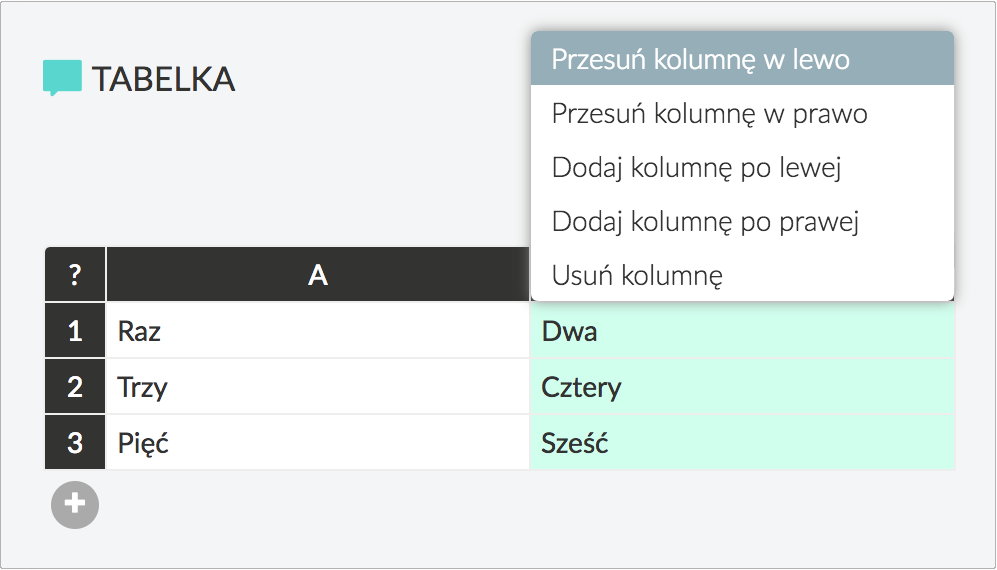 TABELKA
Przesuń kolumnę w lewo
Przesuń kolumnę w prawo
Dodaj kolumnę po lewej
Dodaj kolumnę po prawej
Usuń kolumnę
? A
1 Raz Dwa
2 Trzy Cztery
3 Pięć Sześć